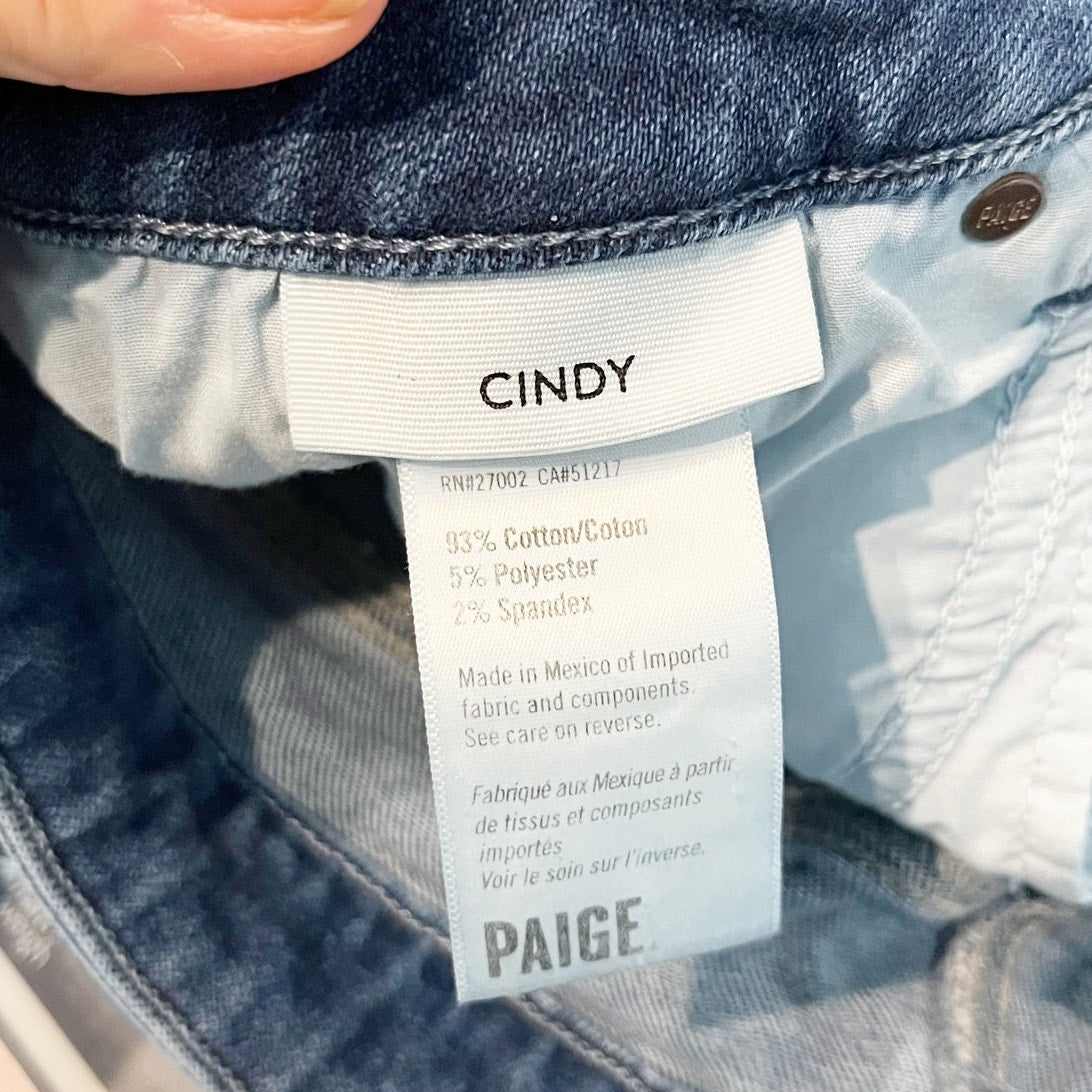 PAIGE
CINDY
RN#27002 CA#51217
93% Cotton/Coton
5% Polyester
2% Spandex
Made in Mexico of Imported
fabric and components.
See care on reverse.
Fabriqué aux Mexique à partir
de tissus et composants
importés
Voir le soin sur l'inverse.
PAIGE